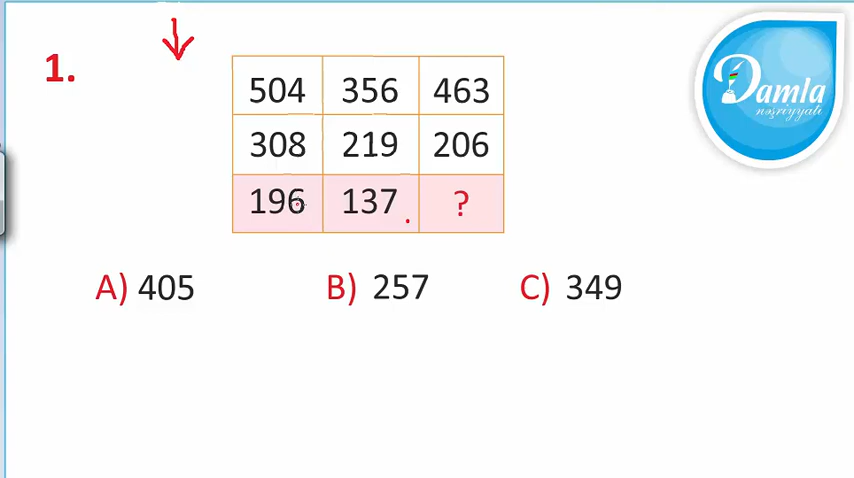 1.
504 356 463
308 219 206
196 137 ?
A) 405 B) 257 C) 349
Damla
nəşriyyatı